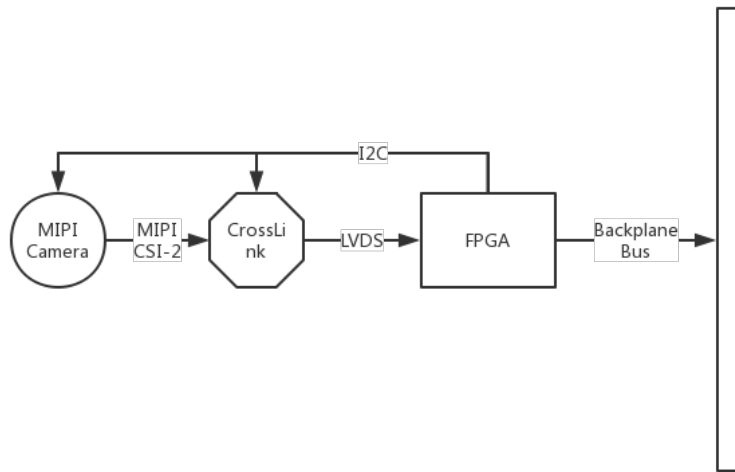 I2C
MIPI
Camera
MIPI
CSI-2
CrossLi
nk
LVDS
FPGA
Backplane
Bus